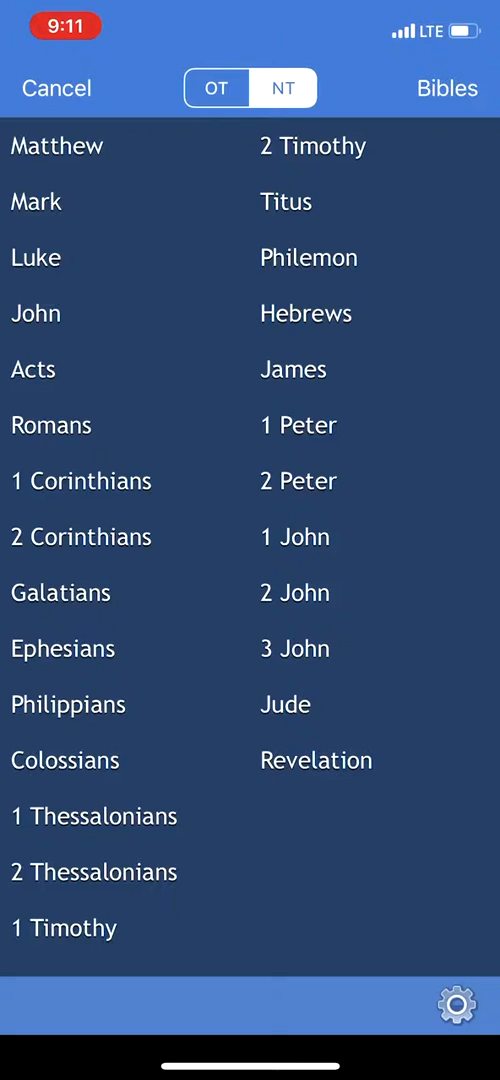 9:11
LTE
Cancel
OT
NT
Bibles
Matthew
Mark
Luke
John
Acts
Romans
1 Corinthians
2 Corinthians
Galatians
Ephesians
Philippians
Colossians
1 Thessalonians
2 Thessalonians
1 Timothy
2 Timothy
Titus
Philemon
Hebrews
James
1 Peter
2 Peter
1 John
2 John
3 John
Jude
Revelation